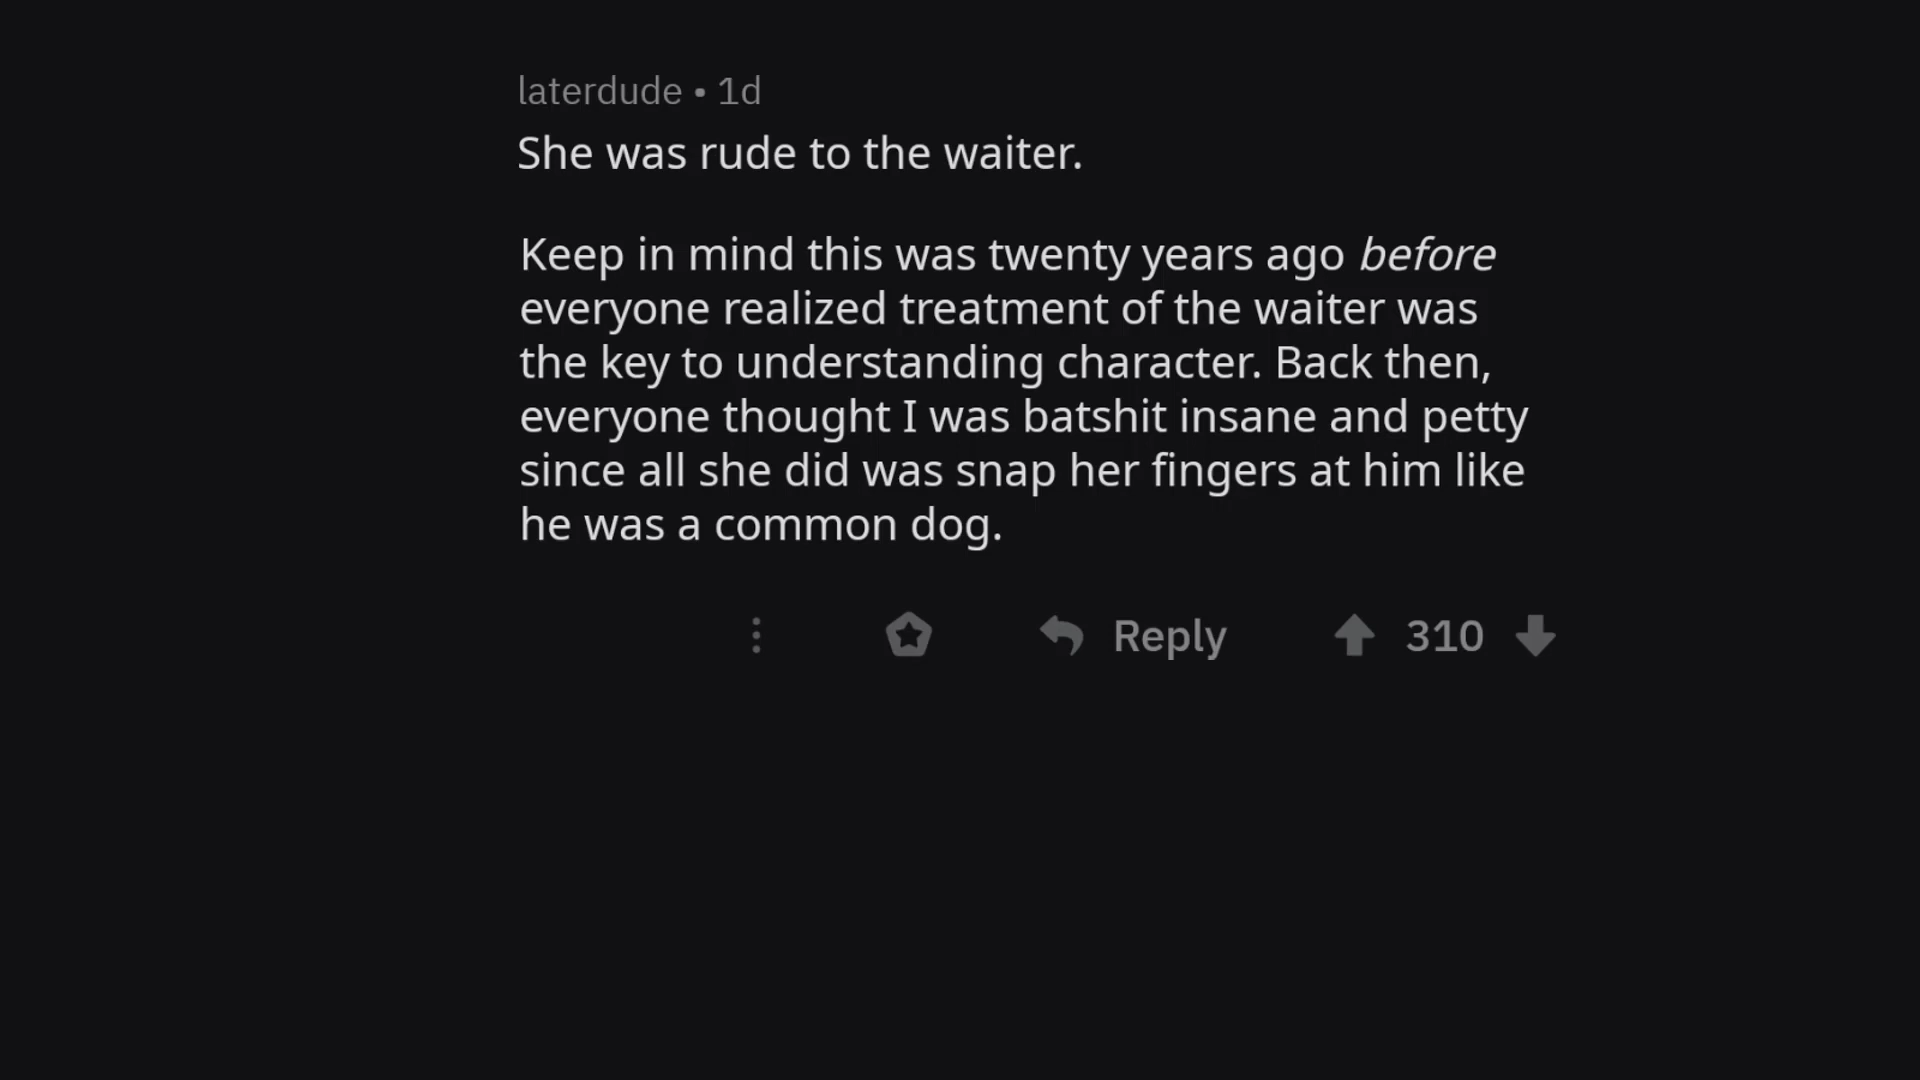 laterdude • 1d
She was rude to the waiter.
Keep in mind this was twenty years ago before
everyone realized treatment of the waiter was
the key to understanding character. Back then,
everyone thought I was batshit insane and petty
since all she did was snap her fingers at him like
he was a common dog.
Reply 310